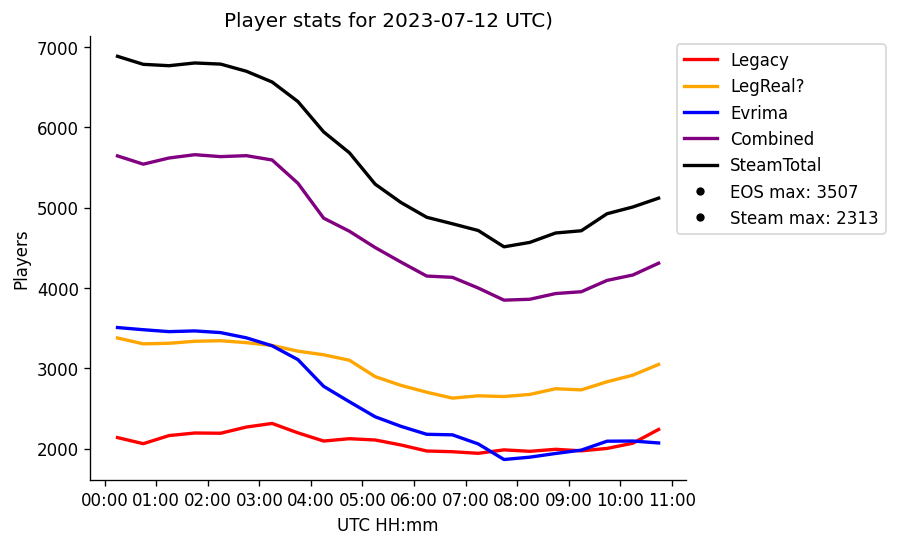 Player stats for 2023-07-12 UTC)
7000
6000
5000
4000
3000
2000
Players
00:00 01:00 02:00 03:00 04:00 05:00 06:00 07:00 08:00 09:00 10:00 11:00
UTC HH:mm
Legacy
LegReal?
Evrima
Combined
SteamTotal
EOS max: 3507
Steam max: 2313